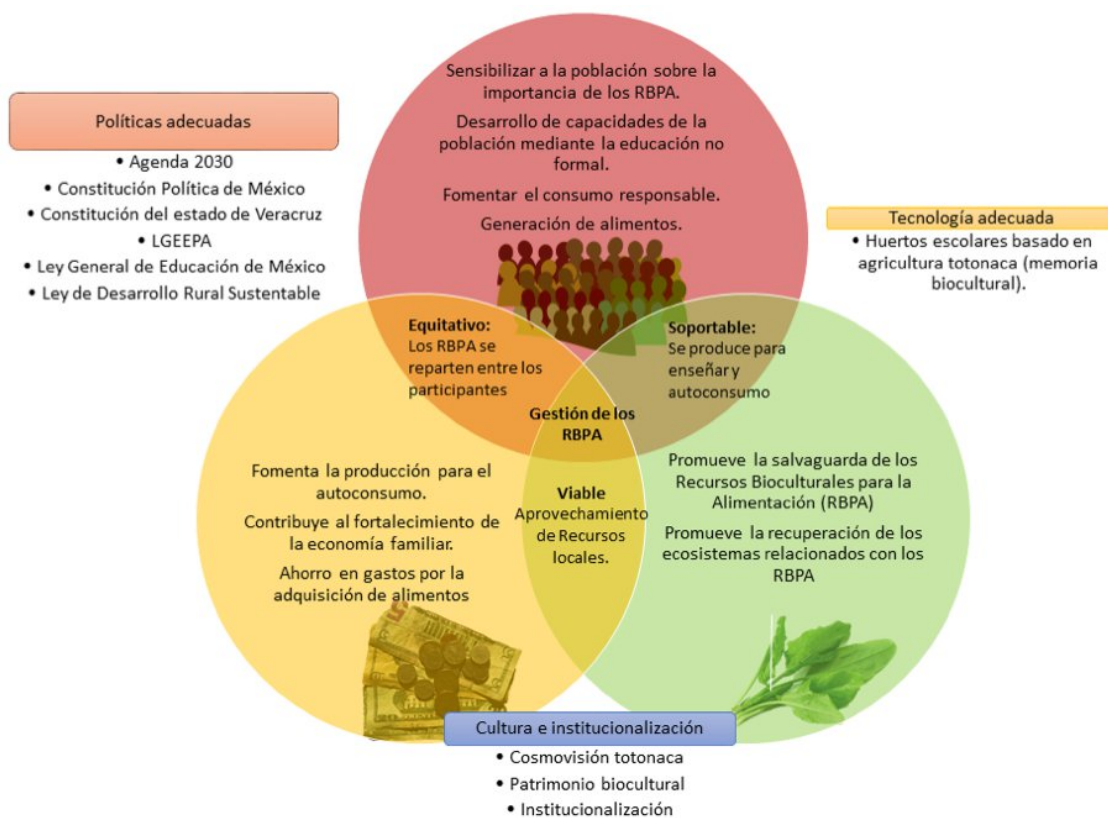 Sensibilizar a la población sobre la
importancia de los RBPA.
Desarrollo de capacidades de la
población mediante la educación no
formal.
Fomentar el consumo responsable.
Generación de alimentos.
Políticas adecuadas
• Agenda 2030
• Constitución Política de México
• Constitución del estado de Veracruz
• LGEEPA
• Ley General de Educación de México
• Ley de Desarrollo Rural Sustentable
Tecnología adecuada
• Huertos escolares basado en
agricultura totonaca (memoria
biocultural).
Equitativo:
Los RBPA se
reparten entre los
participantes
Soportable:
Se produce para
enseñar y
autoconsumo
Gestión de los
RBPA
Fomenta la producción para el
autoconsumo.
Contribuye al fortalecimiento de
la economía familiar.
Ahorro en gastos por la
adquisición de alimentos
Viable
Aprovechamiento
de Recursos
locales.
Promueve la salvaguarda de los
Recursos Bioculturales para la
Alimentación (RBPA)
Promueve la recuperación de los
ecosistemas relacionados con los
RBPA
Cultura e institucionalización
• Cosmovisión totonaca
• Patrimonio biocultural
• Institucionalización